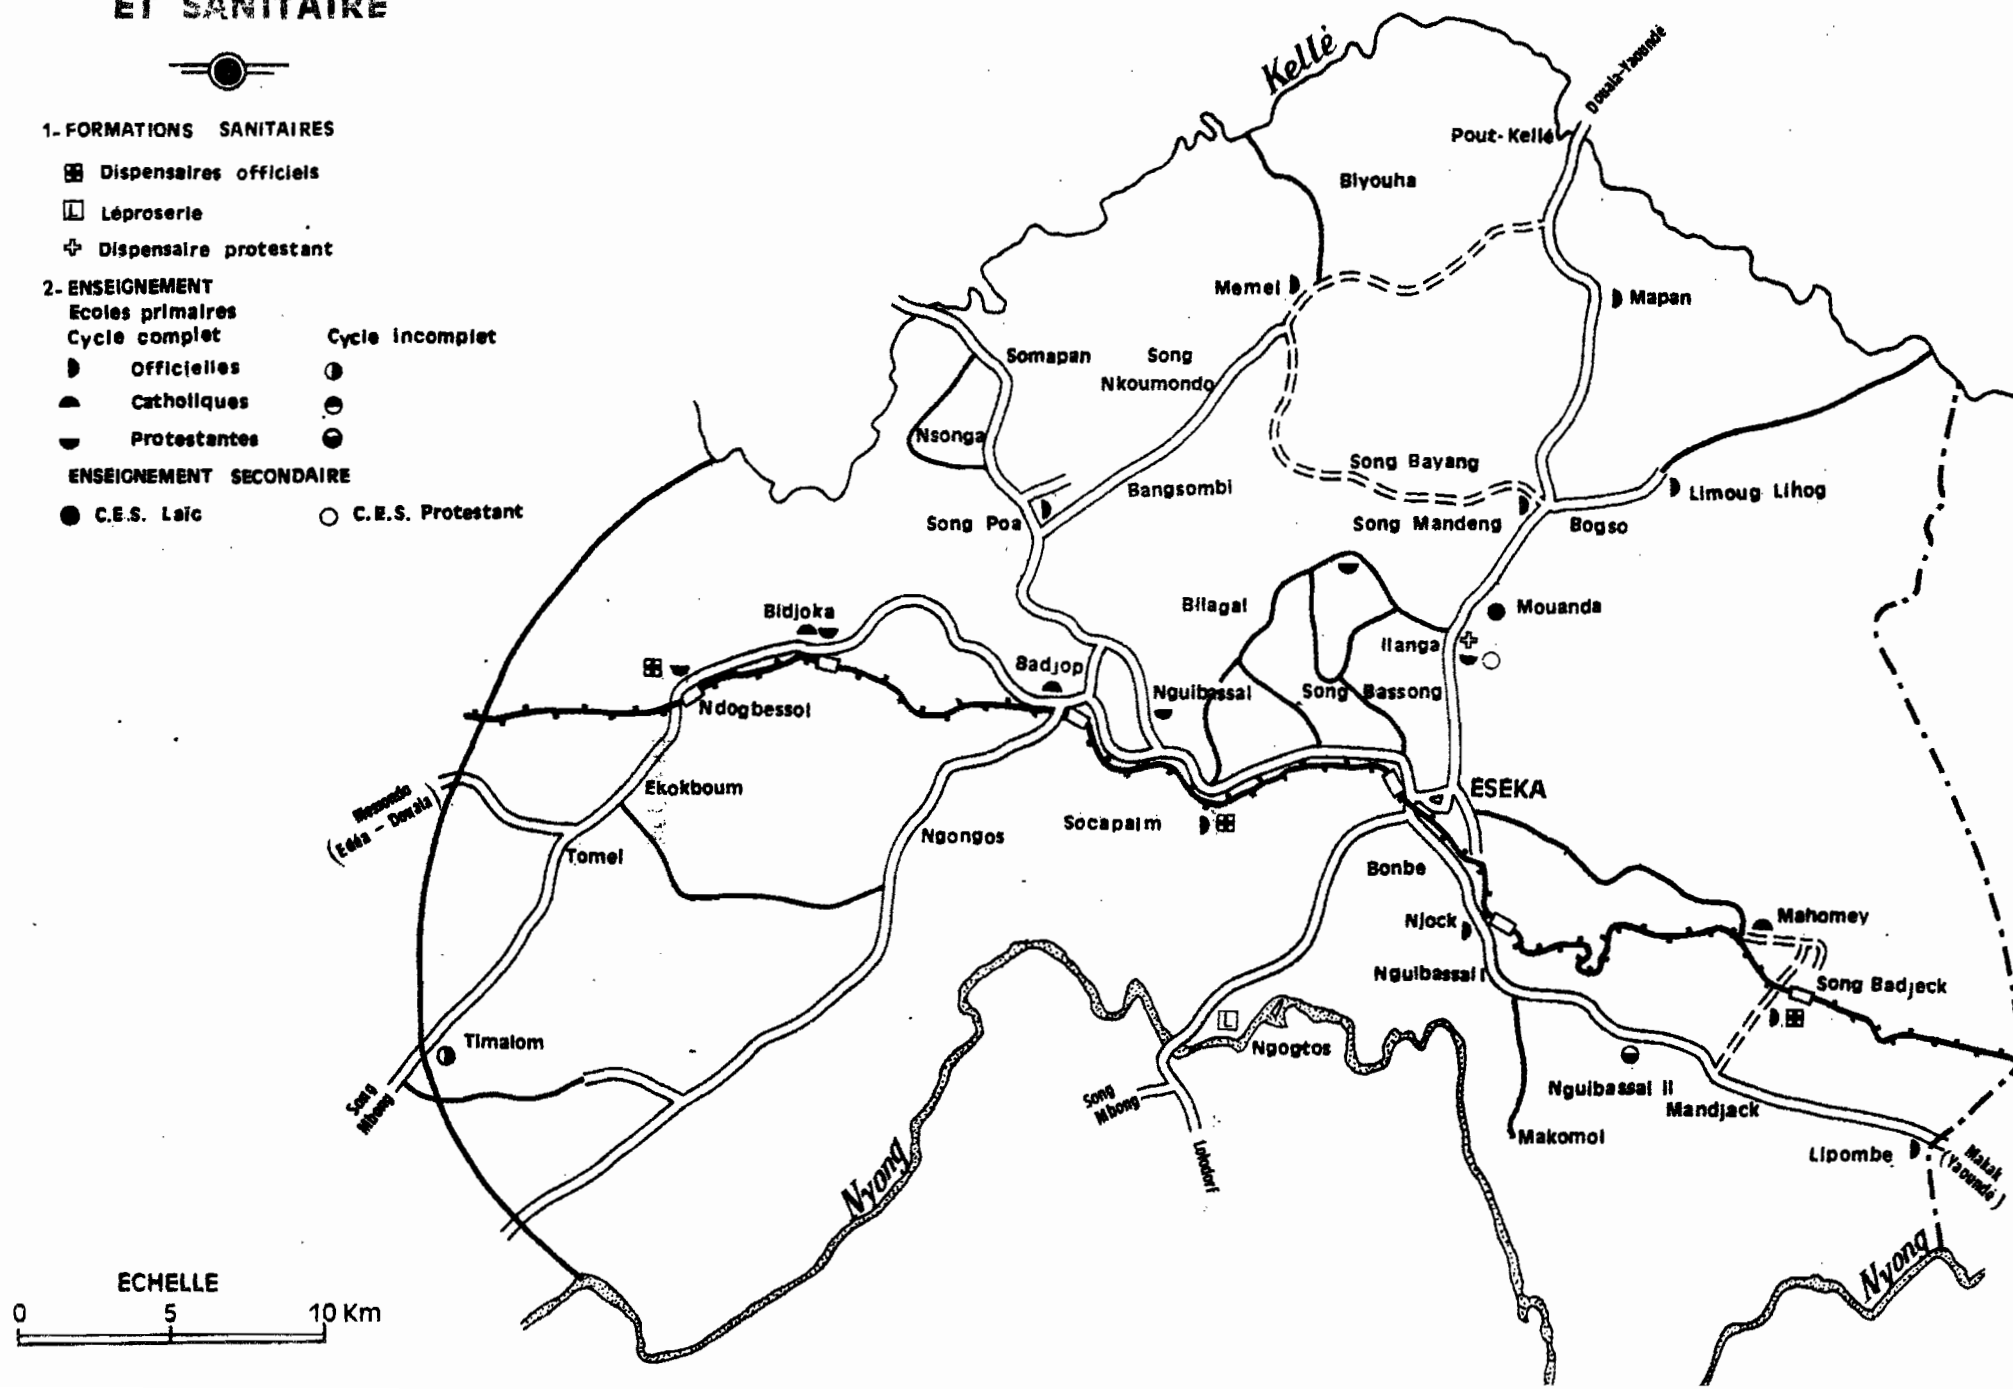 ET SANITAIRE
1- FORMATIONS SANITAIRES
Dispensaires officiels
L Léproserie
Dispensaire protestant
2- ENSEIGNEMENT
Ecoles primaires
Cycle complet Cycle incomplet
Officielles
Catholiques
Protestantes
ENSEIGNEMENT SECONDAIRE
C.E.S. Laïc C.E.S. Protestant
ECHELLE
0 5 10 Km
Kellé
Douala-Yaoundé
Pout-Kellé
Biyouha
Memel
Mapan
Somapan
Song
Nkoumondo
Nsonga
Song Bayang
Bangsombi
Limoug Lihog
Song Poa
Song Mandeng
Bogso
Bidjoka
Bilagal
Mouanda
Ilanga
Badjop
Nguibassal
Song Bassong
Ndogbessol
Ekokboum
ESEKA
(Edéa - Douala)
Socapalm
Ngongos
Tomel
Bonbe
Njock
Mahomey
Nguibassal I
Song Badjeck
L
Timalom
Ngogtos
Song
Mbong
Song
Mbong
Nguibassal II
Mandjack
Makomol
Lolodorf
Lipombe
Makak
(Yaoundé)
Nyong
Nyong